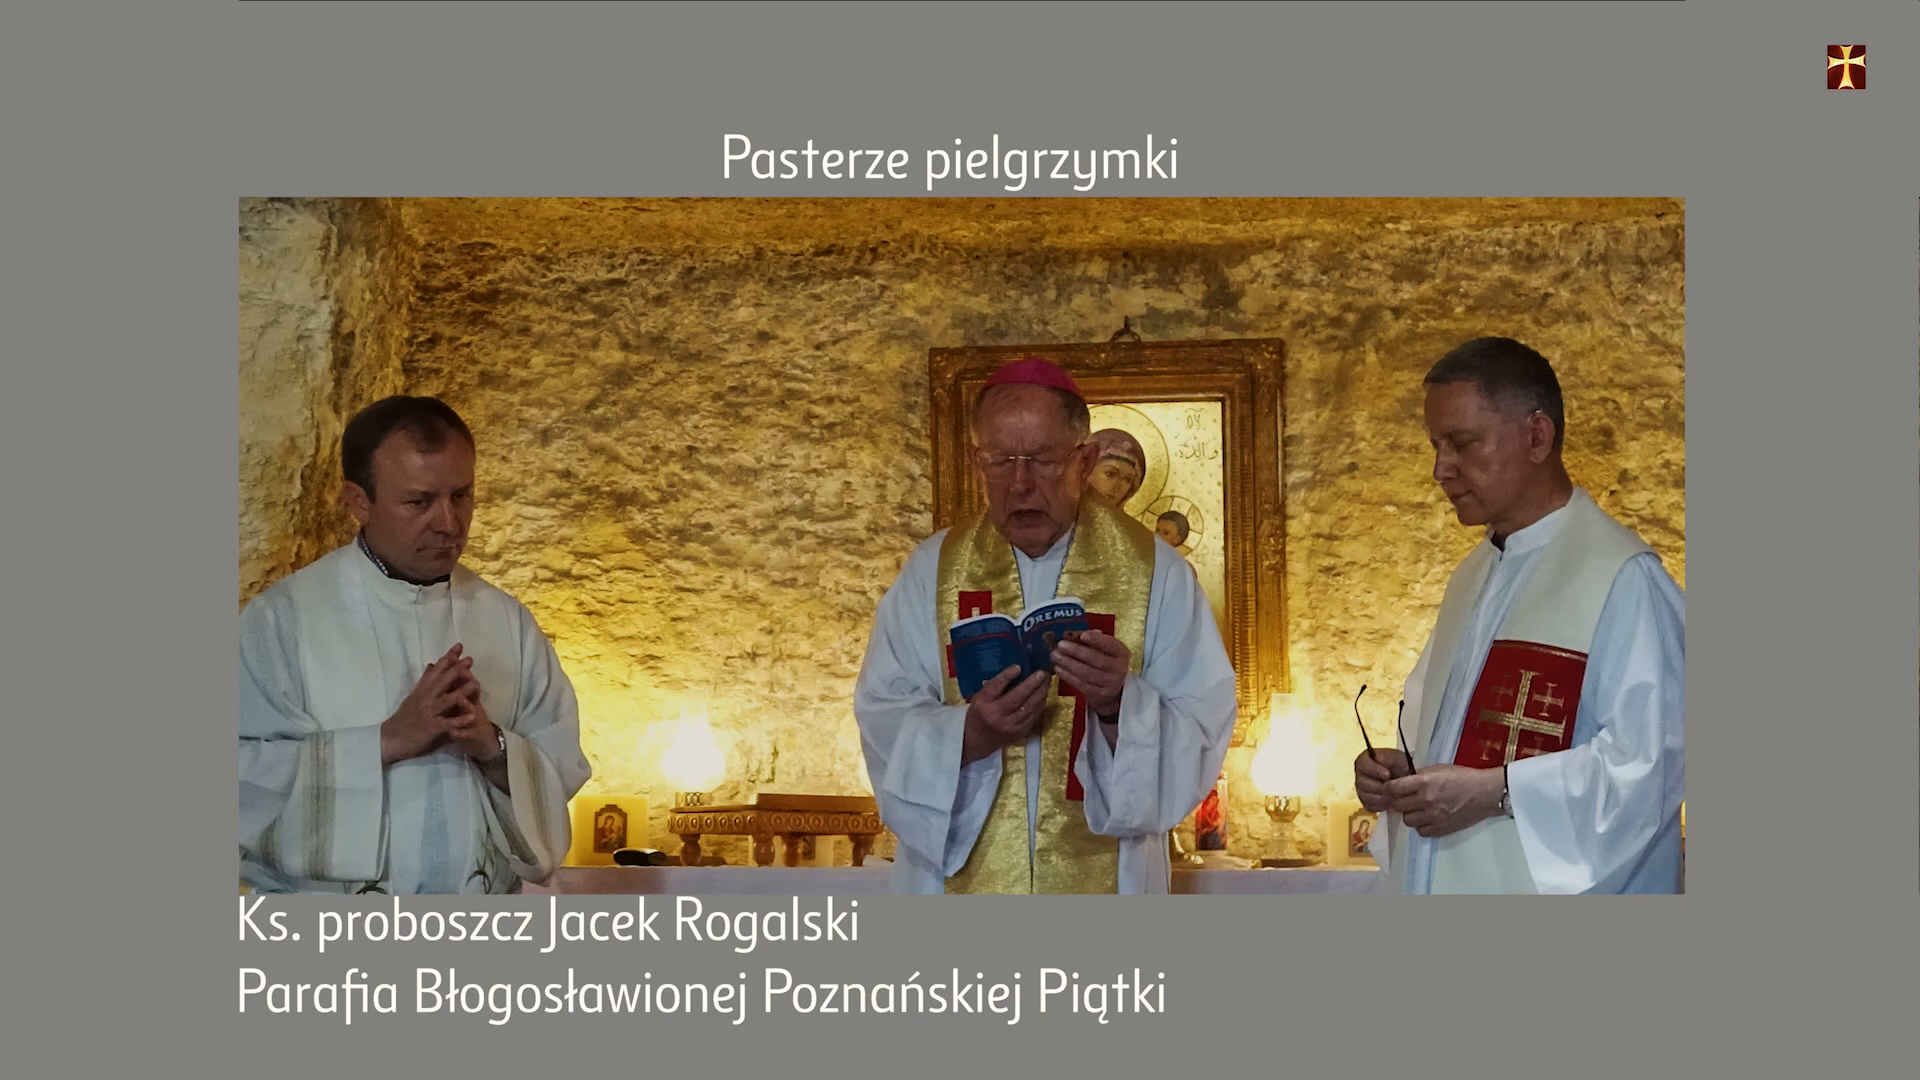 Pasterze pielgrzymki
OREMUS
Ks. proboszcz Jacek Rogalski
Parafia Błogosławionej Poznańskiej Piątki